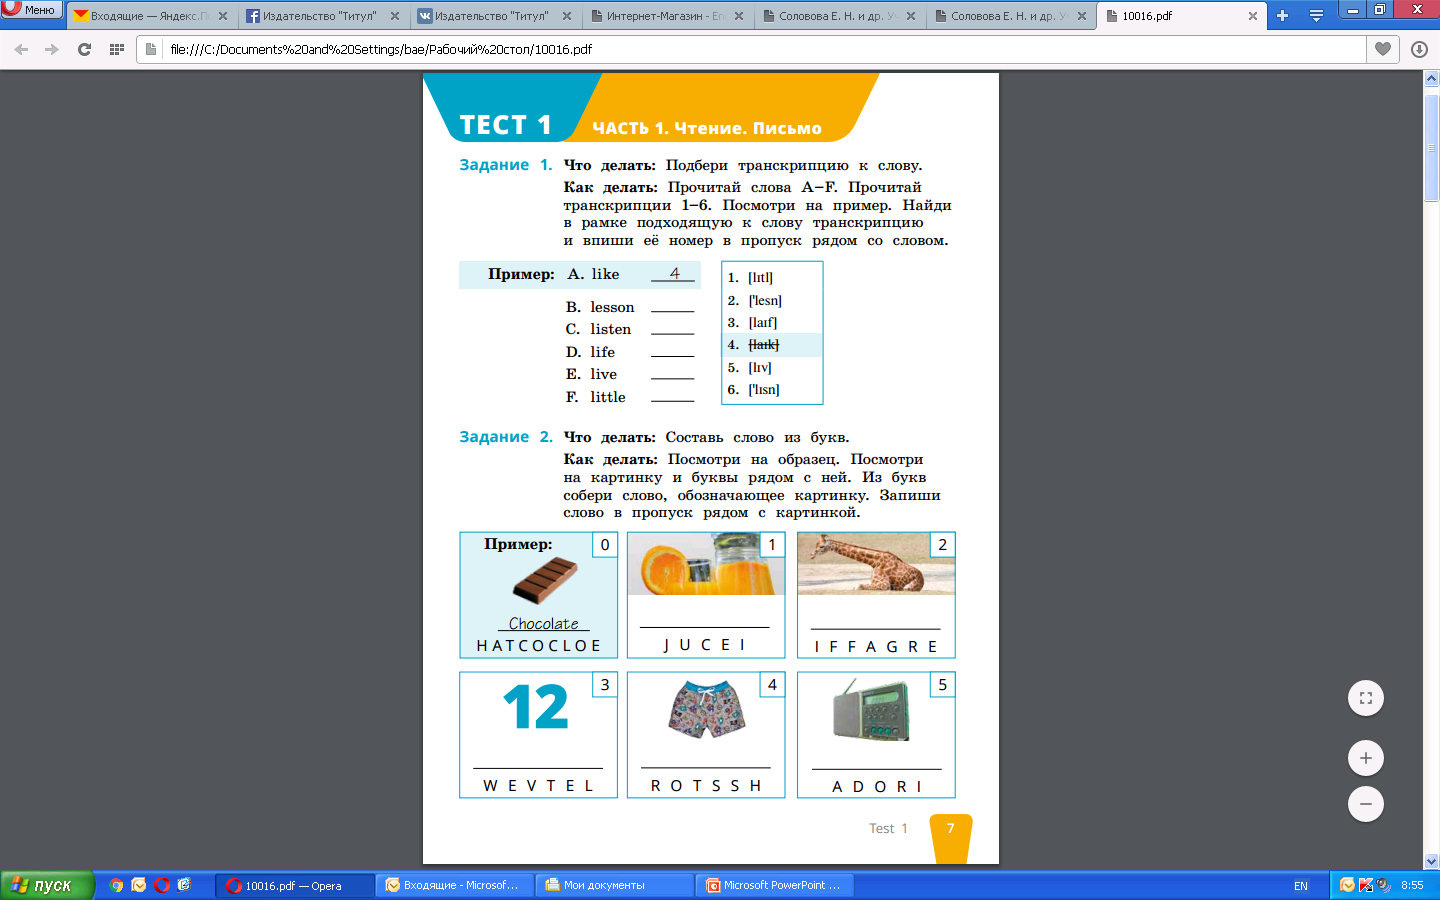 Меню
Входящие — Яндекс.П
Издательство "Титул"
Издательство "Титул"
Интернет-Магазин - En
Соловова Е. Н. и др. Уч
Соловова Е. Н. и др. Уч
10016.pdf
file:///C:/Documents%20and%20Settings/bae/Рабочий%20стол/10016.pdf
ТЕСТ 1
ЧАСТЬ 1. Чтение. Письмо
Задание 1. Что делать: Подбери транскрипцию к слову.
Как делать: Прочитай слова A–F. Прочитай
транскрипции 1–6. Посмотри на пример. Найди
в рамке подходящую к слову транскрипцию
и впиши её номер в пропуск рядом со словом.
Пример: A. like 4
B. lesson
C. listen
D. life
E. live
F. little
1. [lɪtl]
2. ['lesn]
3. [laɪf]
4. [laɪk]
5. [lɪv]
6. ['lɪsn]
Задание 2. Что делать: Составь слово из букв.
Как делать: Посмотри на образец. Посмотри
на картинку и буквы рядом с ней. Из букв
собери слово, обозначающее картинку. Запиши
слово в пропуск рядом с картинкой.
Пример: 0
Chocolate
H A T C O C L O E
1
J U C E I
2
I F F A G R E
3
12
W E V T E L
4
R O T S S H
5
A D O R I
Test 1 7
пуск
10016.pdf — Opera
Входящие - Microsof...
Мои документы
Microsoft PowerPoint ...
EN
8:55